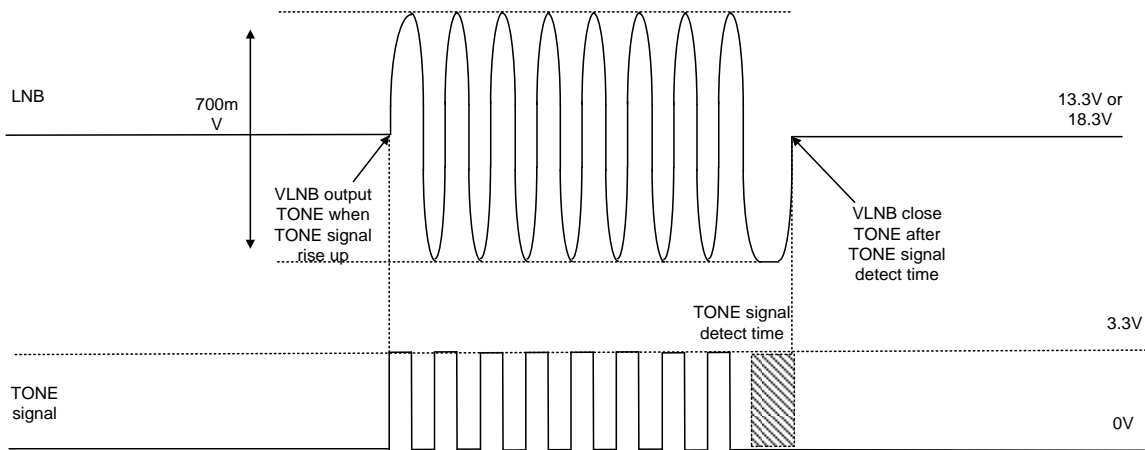 LNB
700m
V
13.3V or
18.3V
VLNB output
TONE when
TONE signal
rise up
VLNB close
TONE after
TONE signal
detect time
TONE signal
detect time
3.3V
TONE
signal
0V